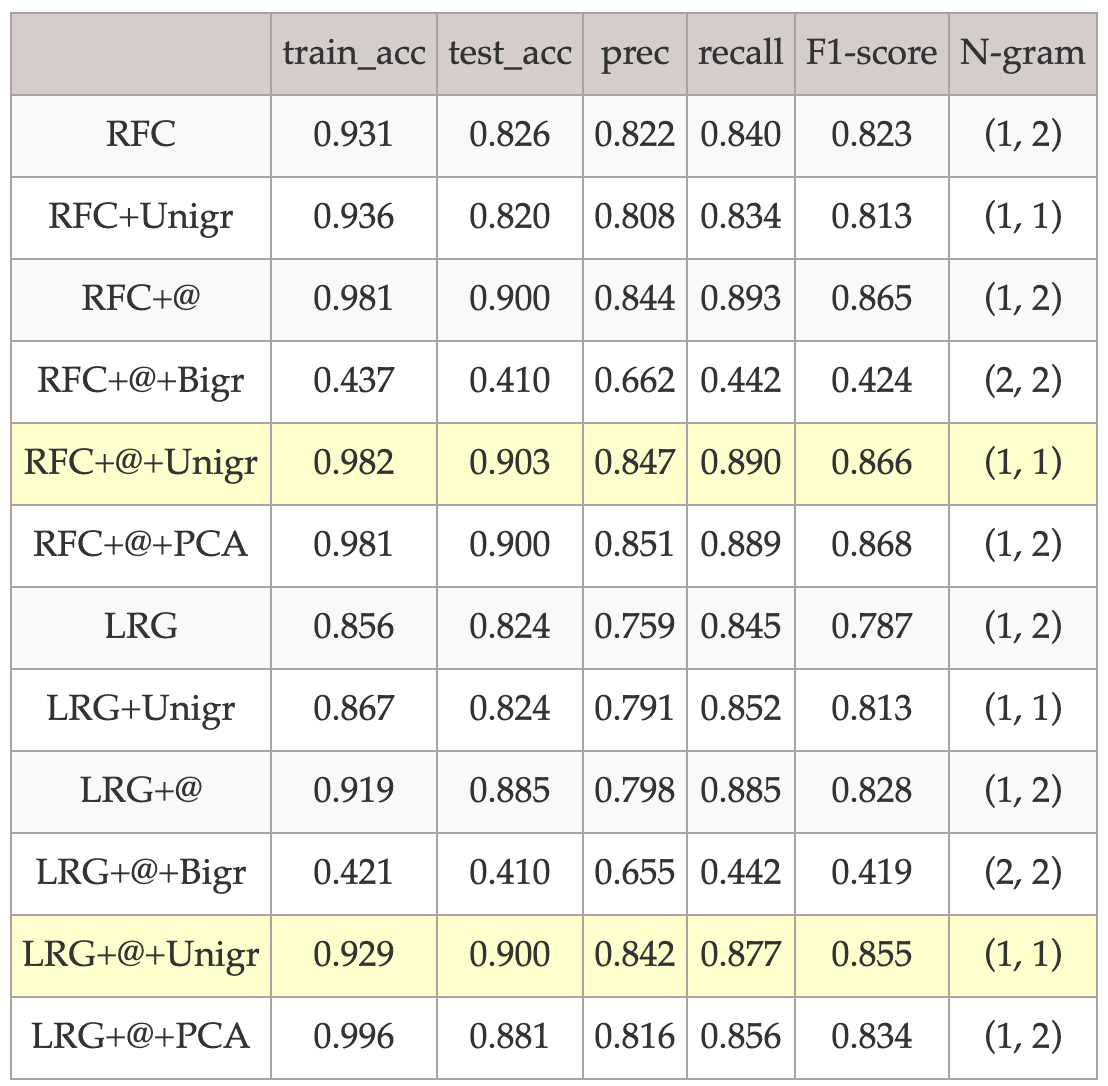 train_acc test_acc prec recall F1-score N-gram
RFC 0.931 0.826 0.822 0.840 0.823 (1, 2)
RFC+Unigr 0.936 0.820 0.808 0.834 0.813 (1, 1)
RFC+@ 0.981 0.900 0.844 0.893 0.865 (1, 2)
RFC+@+Bigr 0.437 0.410 0.662 0.442 0.424 (2, 2)
RFC+@+Unigr 0.982 0.903 0.847 0.890 0.866 (1, 1)
RFC+@+PCA 0.981 0.900 0.851 0.889 0.868 (1, 2)
LRG 0.856 0.824 0.759 0.845 0.787 (1, 2)
LRG+Unigr 0.867 0.824 0.791 0.852 0.813 (1, 1)
LRG+@ 0.919 0.885 0.798 0.885 0.828 (1, 2)
LRG+@+Bigr 0.421 0.410 0.655 0.442 0.419 (2, 2)
LRG+@+Unigr 0.929 0.900 0.842 0.877 0.855 (1, 1)
LRG+@+PCA 0.996 0.881 0.816 0.856 0.834 (1, 2)